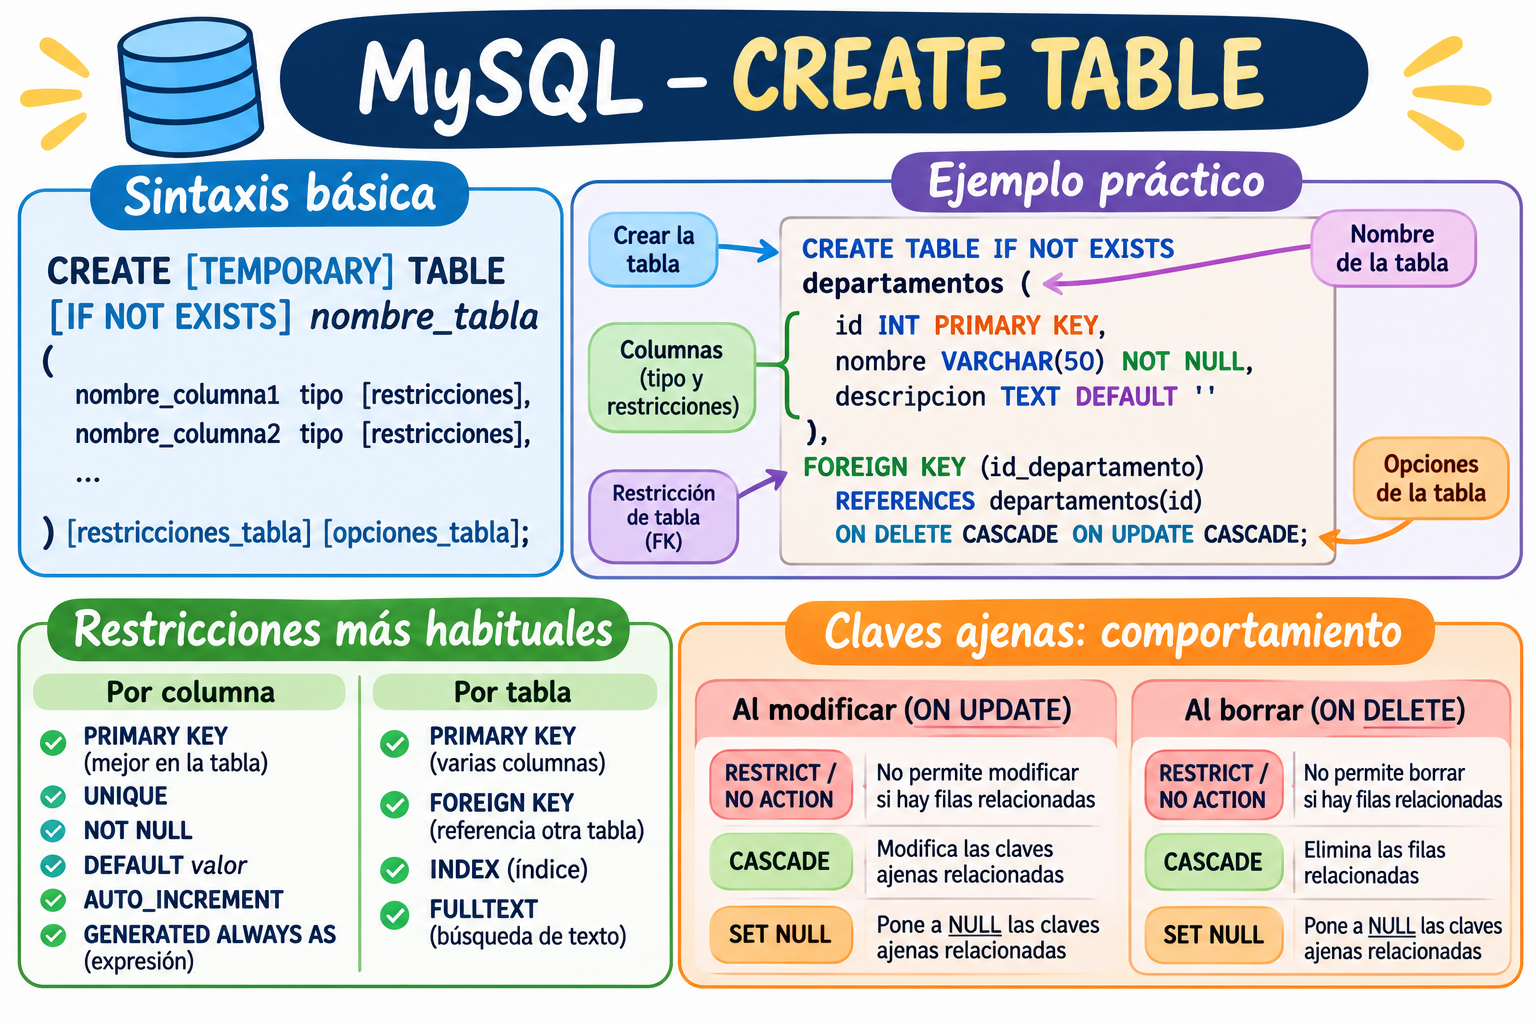 MySQL – CREATE TABLE
Sintaxis básica
CREATE [TEMPORARY] TABLE
[IF NOT EXISTS] nombre_tabla
(
nombre_columna1 tipo [restricciones],
nombre_columna2 tipo [restricciones],
...
) [restricciones_tabla] [opciones_tabla];
Ejemplo práctico
Crear la
tabla
Nombre
de la tabla
Columnas
(tipo y
restricciones)
Restricción
de tabla
(FK)
Opciones
de la tabla
CREATE TABLE IF NOT EXISTS
departamentos (
id INT PRIMARY KEY,
nombre VARCHAR(50) NOT NULL,
descripcion TEXT DEFAULT ''
),
FOREIGN KEY (id_departamento)
REFERENCES departamentos(id)
ON DELETE CASCADE ON UPDATE CASCADE;
Restricciones más habituales
Por columna
PRIMARY KEY
(mejor en la tabla)
UNIQUE
NOT NULL
DEFAULT valor
AUTO_INCREMENT
GENERATED ALWAYS AS
(expresión)
Por tabla
PRIMARY KEY
(varias columnas)
FOREIGN KEY
(referencia otra tabla)
INDEX (índice)
FULLTEXT
(búsqueda de texto)
Claves ajenas: comportamiento
Al modificar (ON UPDATE)
RESTRICT /
NO ACTION
No permite modificar
si hay filas relacionadas
CASCADE
Modifica las claves
ajenas relacionadas
SET NULL
Pone a NULL las claves
ajenas relacionadas
Al borrar (ON DELETE)
RESTRICT /
NO ACTION
No permite borrar
si hay filas relacionadas
CASCADE
Elimina las filas
relacionadas
SET NULL
Pone a NULL las claves
ajenas relacionadas